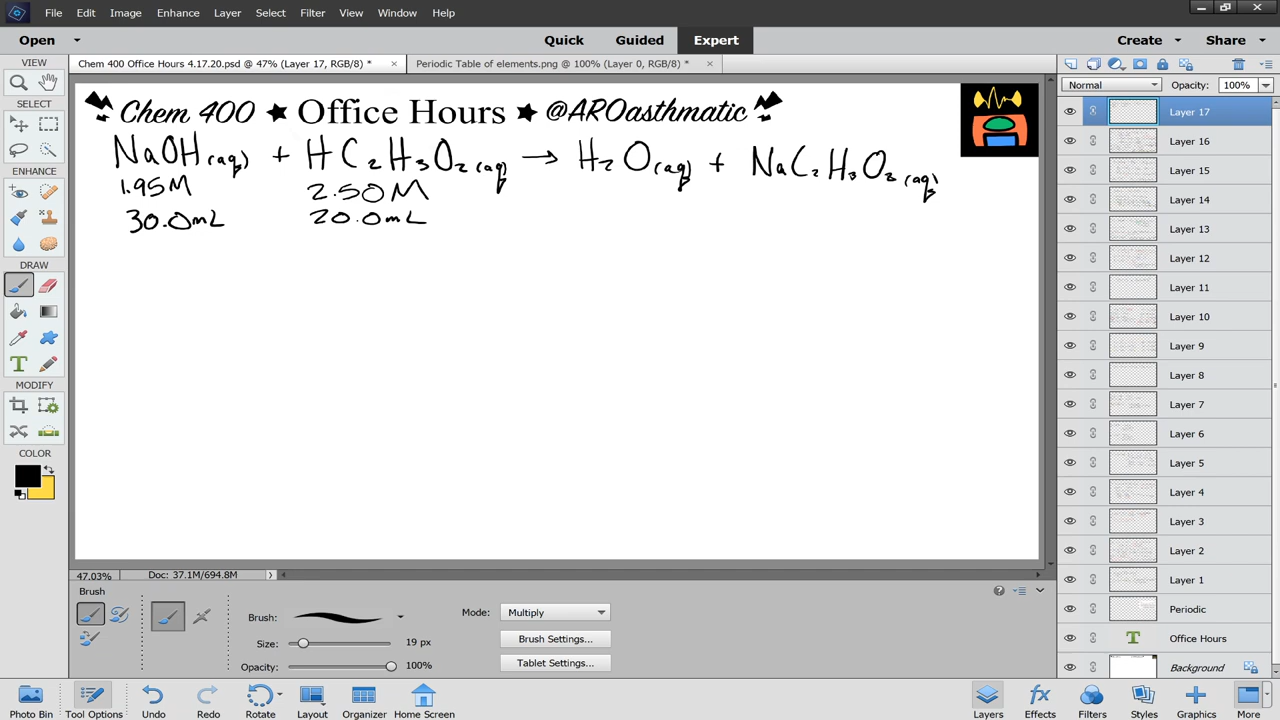 File Edit Image Enhance Layer Select Filter View Window Help
Open Quick Guided Expert Create Share
Chem 400 Office Hours 4.17.20.psd @ 47% (Layer 17, RGB/8) * Periodic Table of elements.png @ 100% (Layer 0, RGB/8) *
VIEW
SELECT
ENHANCE
DRAW
MODIFY
COLOR
Chem 400 ★ Office Hours ★ @AROasthmatic
NaOH(aq) + HC₂H₃O₂(aq) → H₂O(aq) + NaC₂H₃O₂(aq)
1.95M 2.50M
30.0mL 20.0mL
Normal Opacity: 100%
Layer 17
Layer 16
Layer 15
Layer 14
Layer 13
Layer 12
Layer 11
Layer 10
Layer 9
Layer 8
Layer 7
Layer 6
Layer 5
Layer 4
Layer 3
Layer 2
Layer 1
Periodic
Office Hours
Background
47.03% Doc: 37.1M/694.8M
Brush
Brush: Mode: Multiply
Size: 19 px Brush Settings...
Opacity: 100% Tablet Settings...
Photo Bin Tool Options Undo Redo Rotate Layout Organizer Home Screen Layers Effects Filters Styles Graphics More